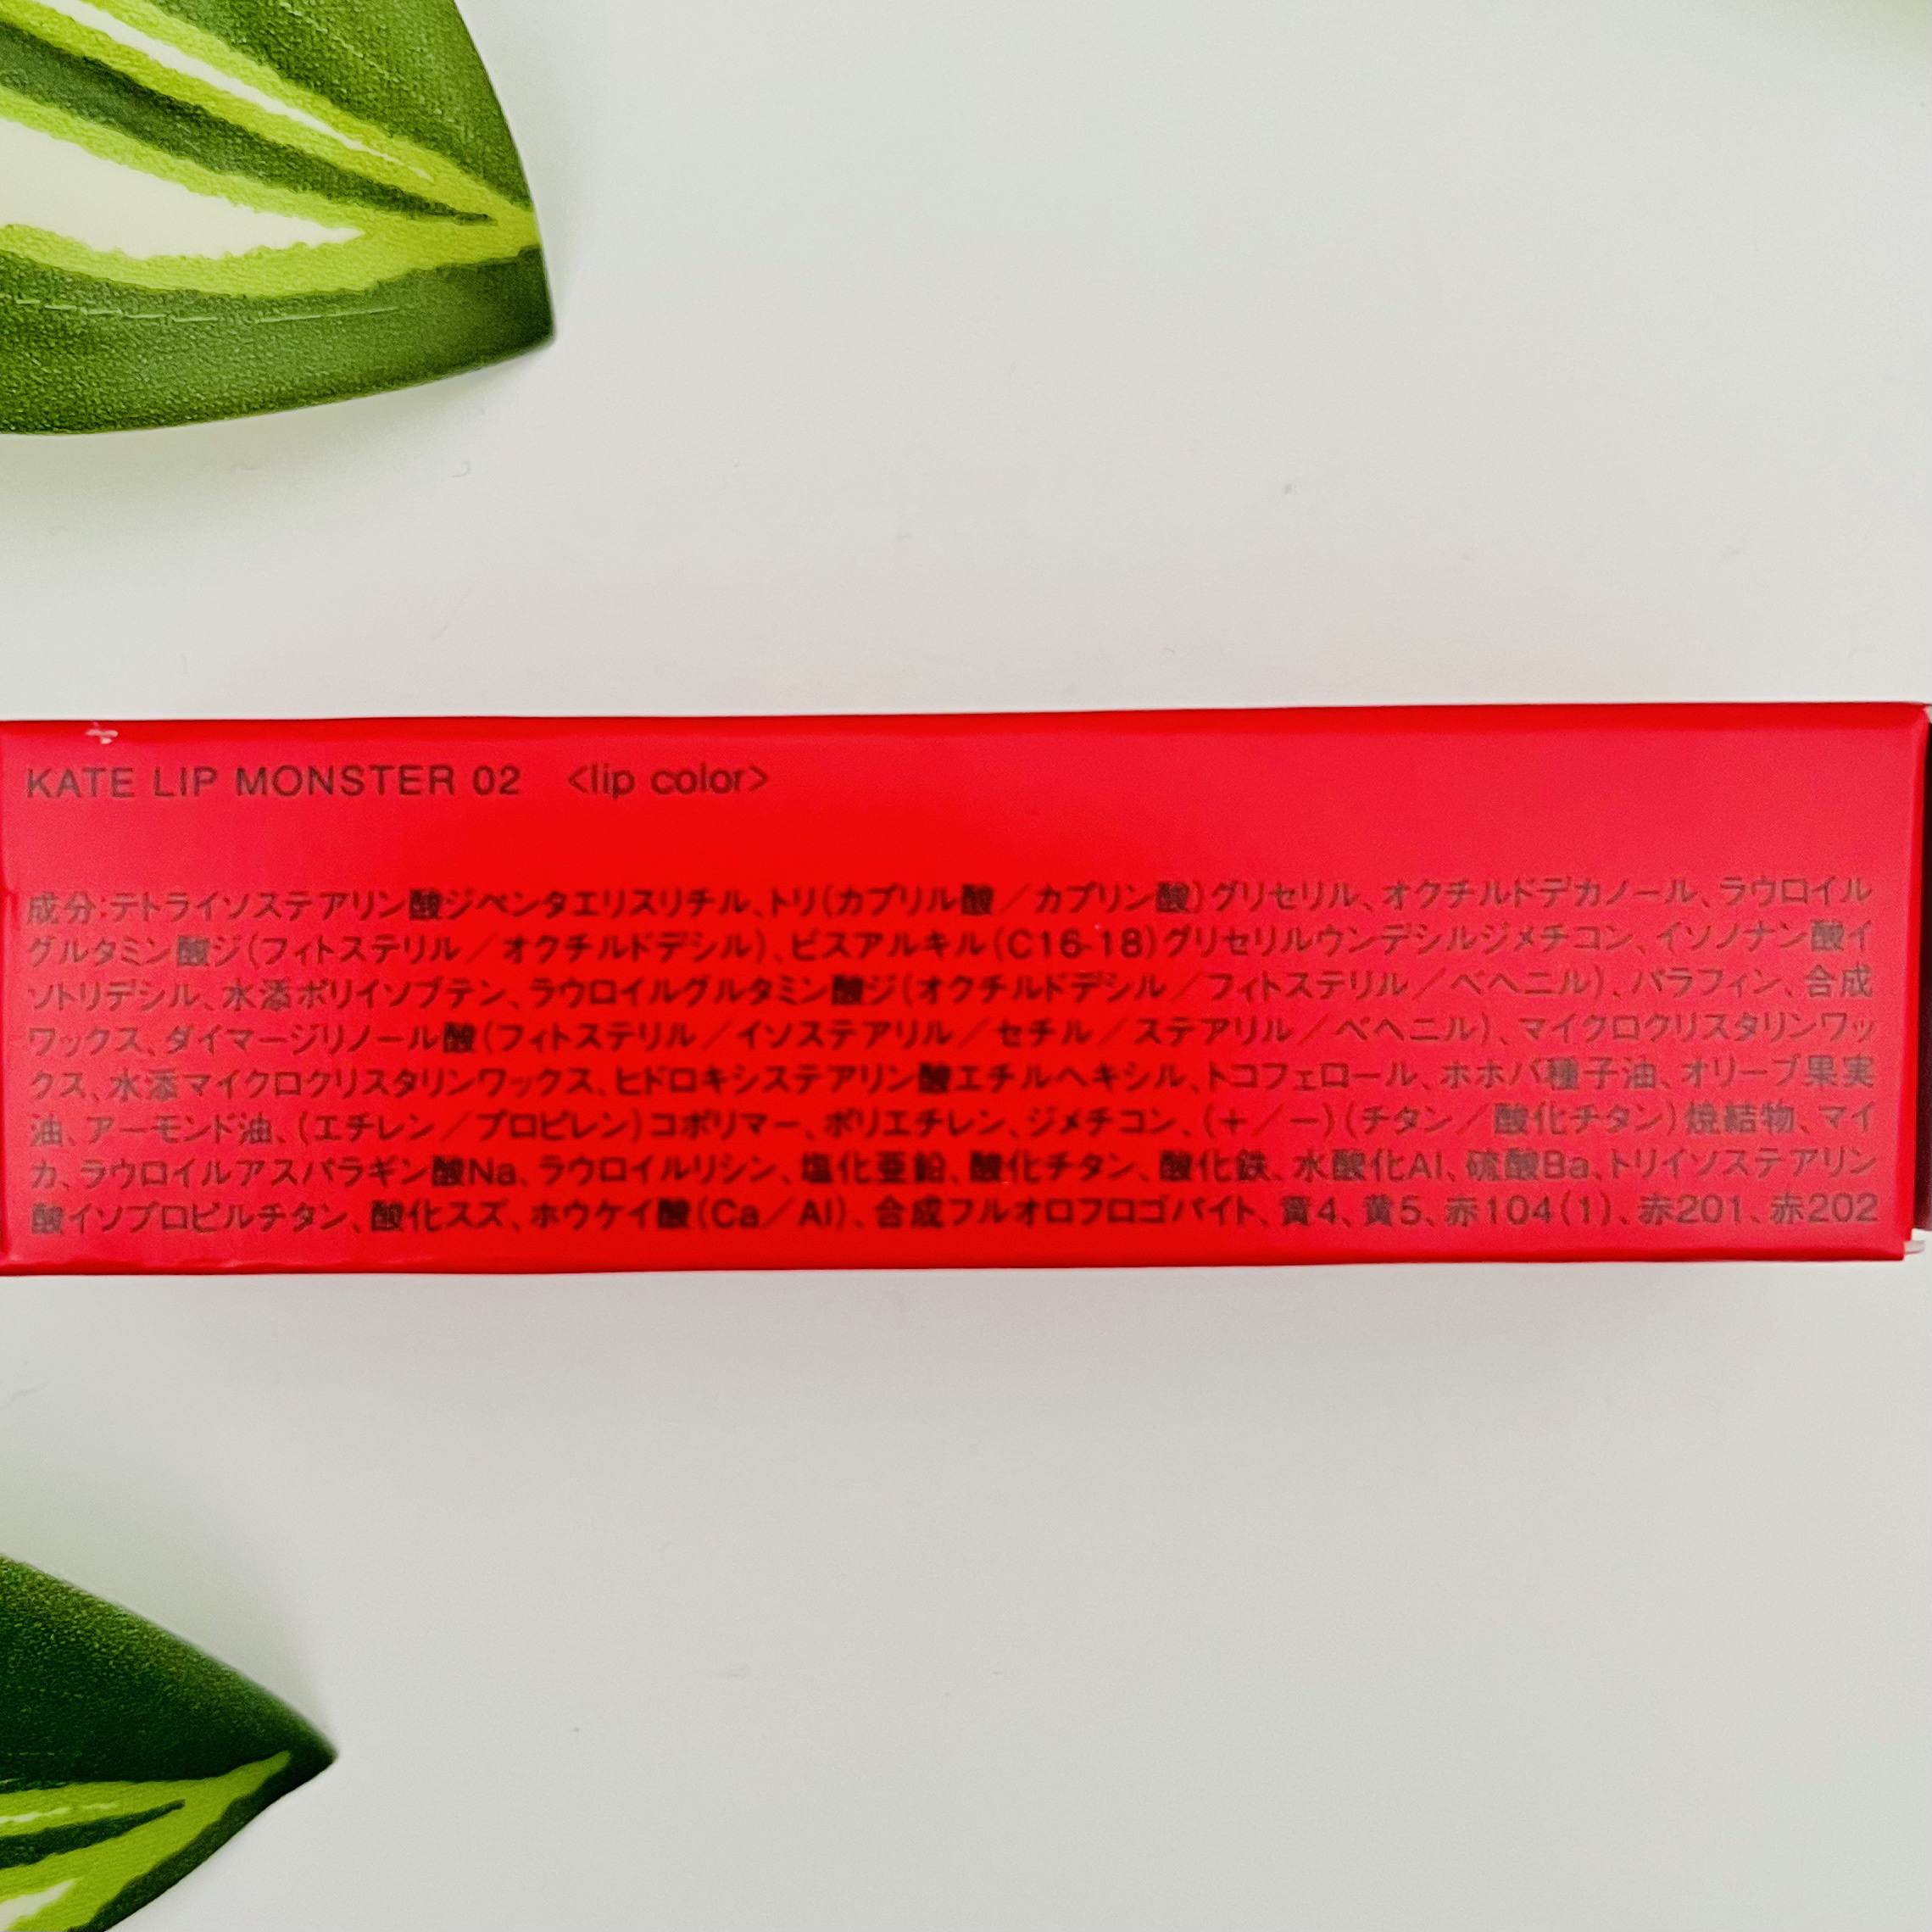 KATE LIP MONSTER 02 <lip color>
成分:テトライソステアリン酸ジペンタエリスリチル、トリ(カプリル酸/カプリン酸)グリセリル、オクチルドデカノール、ラウロイル
グルタミン酸ジ(フィトステリル/オクチルドデシル)、ビスアルキル(C16-18)グリセリルウンデシルジメチコン、イソノナン酸イ
ソトリデシル、水添ポリイソブテン、ラウロイルグルタミン酸ジ(オクチルドデシル/フィトステリル/ベヘニル)、パラフィン、合成
ワックス、ダイマージリノール酸(フィトステリル/イソステアリル/セチル/ステアリル/ベヘニル)、マイクロクリスタリンワッ
クス、水添マイクロクリスタリンワックス、ヒドロキシステアリン酸エチルヘキシル、トコフェロール、ホホバ種子油、オリーブ果実
油、アーモンド油、(エチレン/プロピレン)コポリマー、ポリエチレン、ジメチコン、(+/-)(チタン/酸化チタン)焼結物、マイ
カ、ラウロイルアスパラギン酸Na、ラウロイルリシン、塩化亜鉛、酸化チタン、酸化鉄、水酸化Al、硫酸Ba、トリイソステアリン
酸イソプロピルチタン、酸化スズ、ホウケイ酸(Ca/Al)、合成フルオロフロゴパイト、黄4、黄5、赤104(1)、赤201、赤202